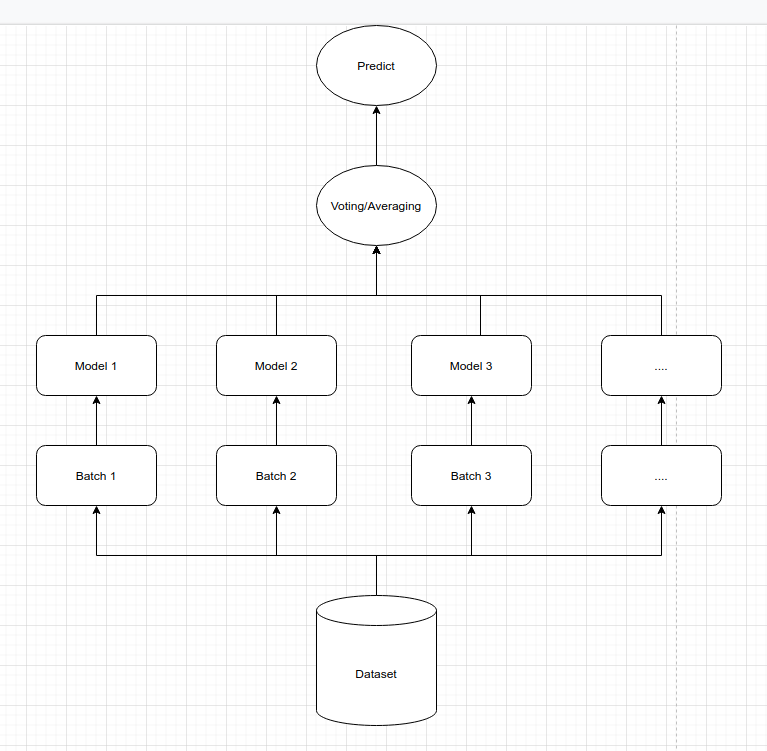 Predict
Voting/Averaging
Model 1
Model 2
Model 3
....
Batch 1
Batch 2
Batch 3
....
Dataset